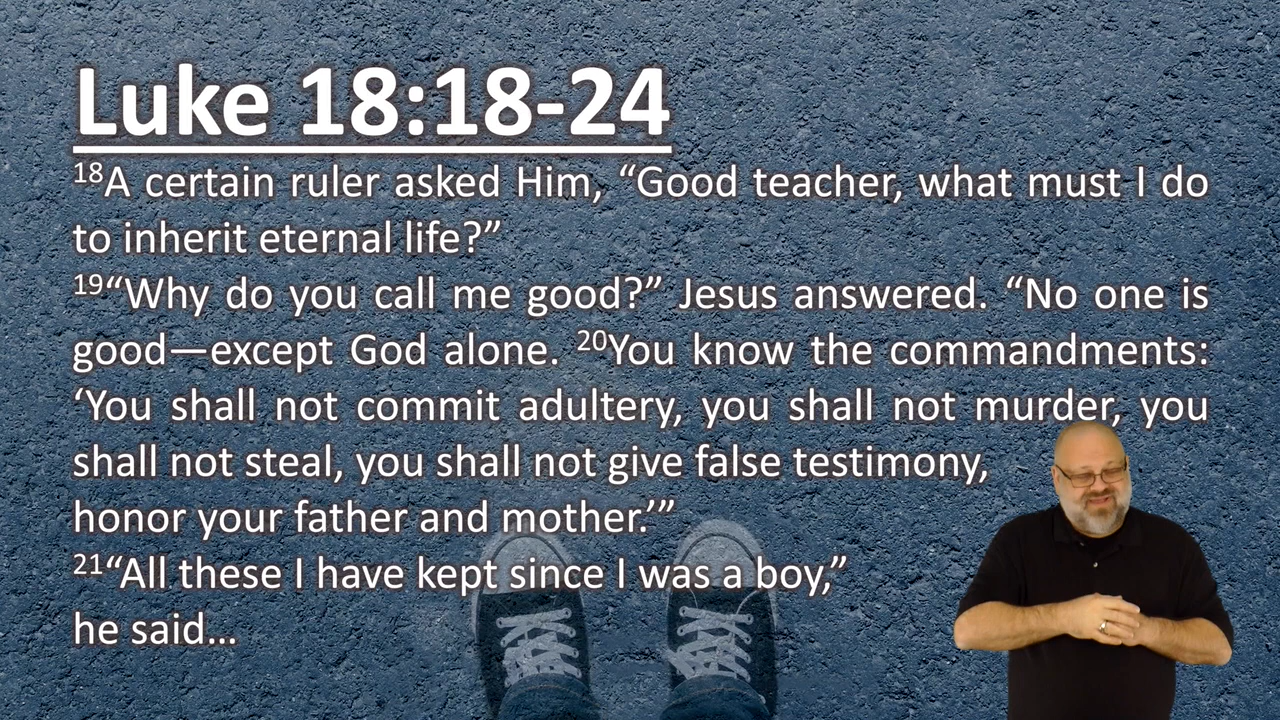 Luke 18:18-24
18A certain ruler asked Him, “Good teacher, what must I do
to inherit eternal life?”
19“Why do you call me good?” Jesus answered. “No one is
good—except God alone. 20You know the commandments:
‘You shall not commit adultery, you shall not murder, you
shall not steal, you shall not give false testimony,
honor your father and mother.’”
21“All these I have kept since I was a boy,”
he said...